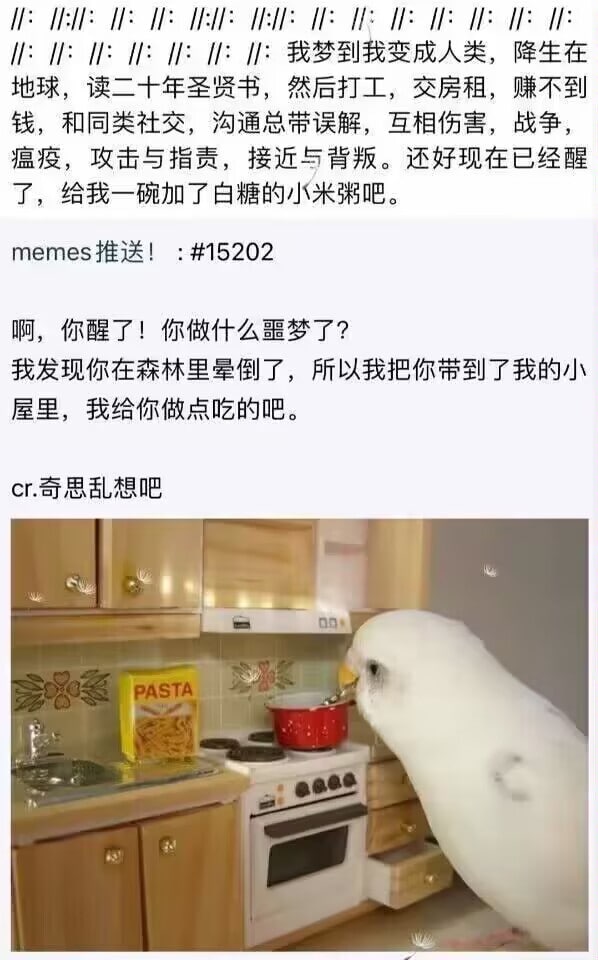 //：//:://：//：//：//:://：//:://：//：//：//：//：//：//：
//：//：//：//：//：//：//：我梦到我变成人类，降生在
地球，读二十年圣贤书，然后打工，交房租，赚不到
钱，和同类社交，沟通总带误解，互相伤害，战争，
瘟疫，攻击与指责，接近与背叛。还好现在已经醒
了，给我一碗加了白糖的小米粥吧。
memes推送！：#15202
啊，你醒了！你做什么噩梦了？
我发现你在森林里晕倒了，所以我把你带到了我的小
屋里，我给你做点吃的吧。
cr.奇思乱想吧
PASTA